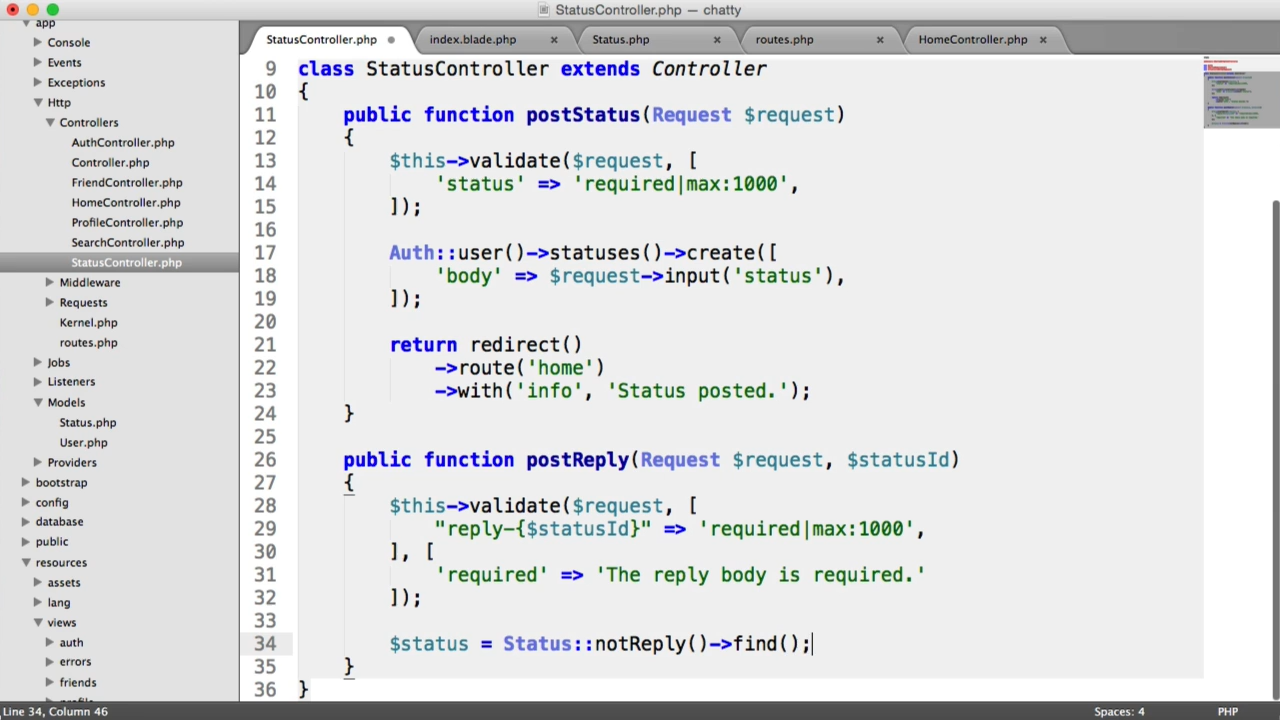 StatusController.php — chatty
app
Console
Events
Exceptions
Http
Controllers
AuthController.php
Controller.php
FriendController.php
HomeController.php
ProfileController.php
SearchController.php
StatusController.php
Middleware
Requests
Kernel.php
routes.php
Jobs
Listeners
Models
Status.php
User.php
Providers
bootstrap
config
database
public
resources
assets
lang
views
auth
errors
friends
StatusController.php
index.blade.php
Status.php
routes.php
HomeController.php
9 class StatusController extends Controller
10 {
11 public function postStatus(Request $request)
12 {
13 $this->validate($request, [
14 'status' => 'required|max:1000',
15 ]);
16
17 Auth::user()->statuses()->create([
18 'body' => $request->input('status'),
19 ]);
20
21 return redirect()
22 ->route('home')
23 ->with('info', 'Status posted.');
24 }
25
26 public function postReply(Request $request, $statusId)
27 {
28 $this->validate($request, [
29 "reply-{$statusId}" => 'required|max:1000',
30 ], [
31 'required' => 'The reply body is required.'
32 ]);
33
34 $status = Status::notReply()->find();
35 }
36 }
Line 34, Column 46
Spaces: 4
PHP